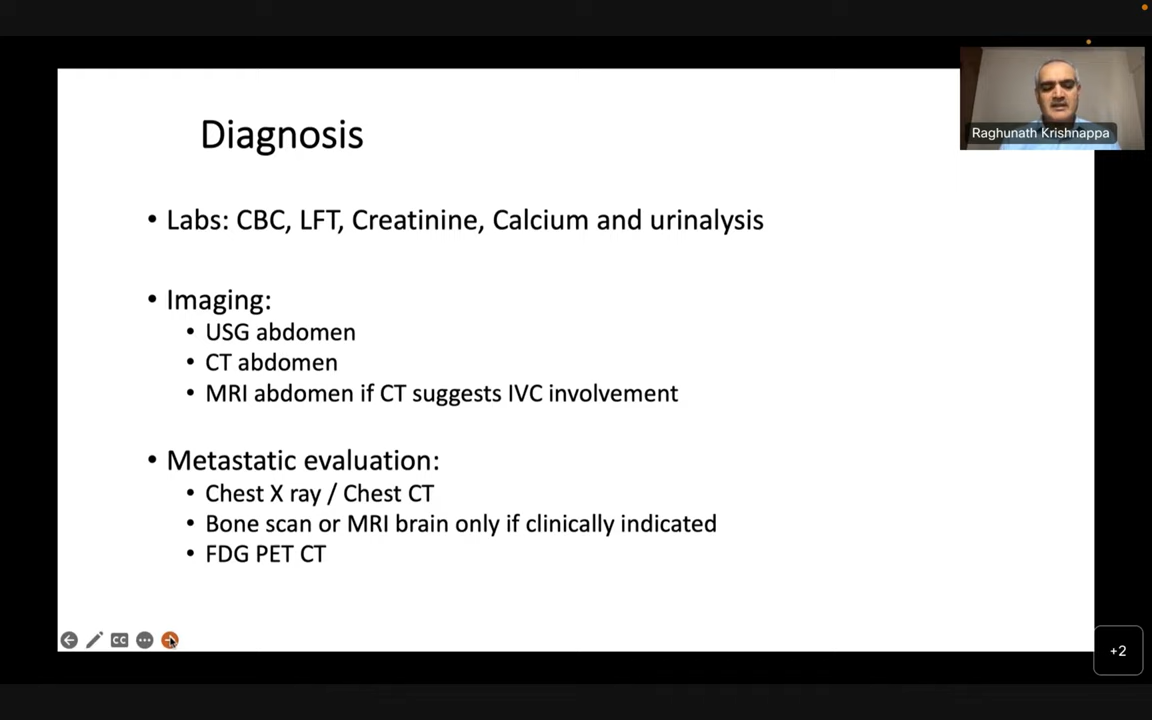 Diagnosis
Raghunath Krishnappa
• Labs: CBC, LFT, Creatinine, Calcium and urinalysis
• Imaging:
• USG abdomen
• CT abdomen
• MRI abdomen if CT suggests IVC involvement
• Metastatic evaluation:
• Chest X ray / Chest CT
• Bone scan or MRI brain only if clinically indicated
• FDG PET CT
CC
+2